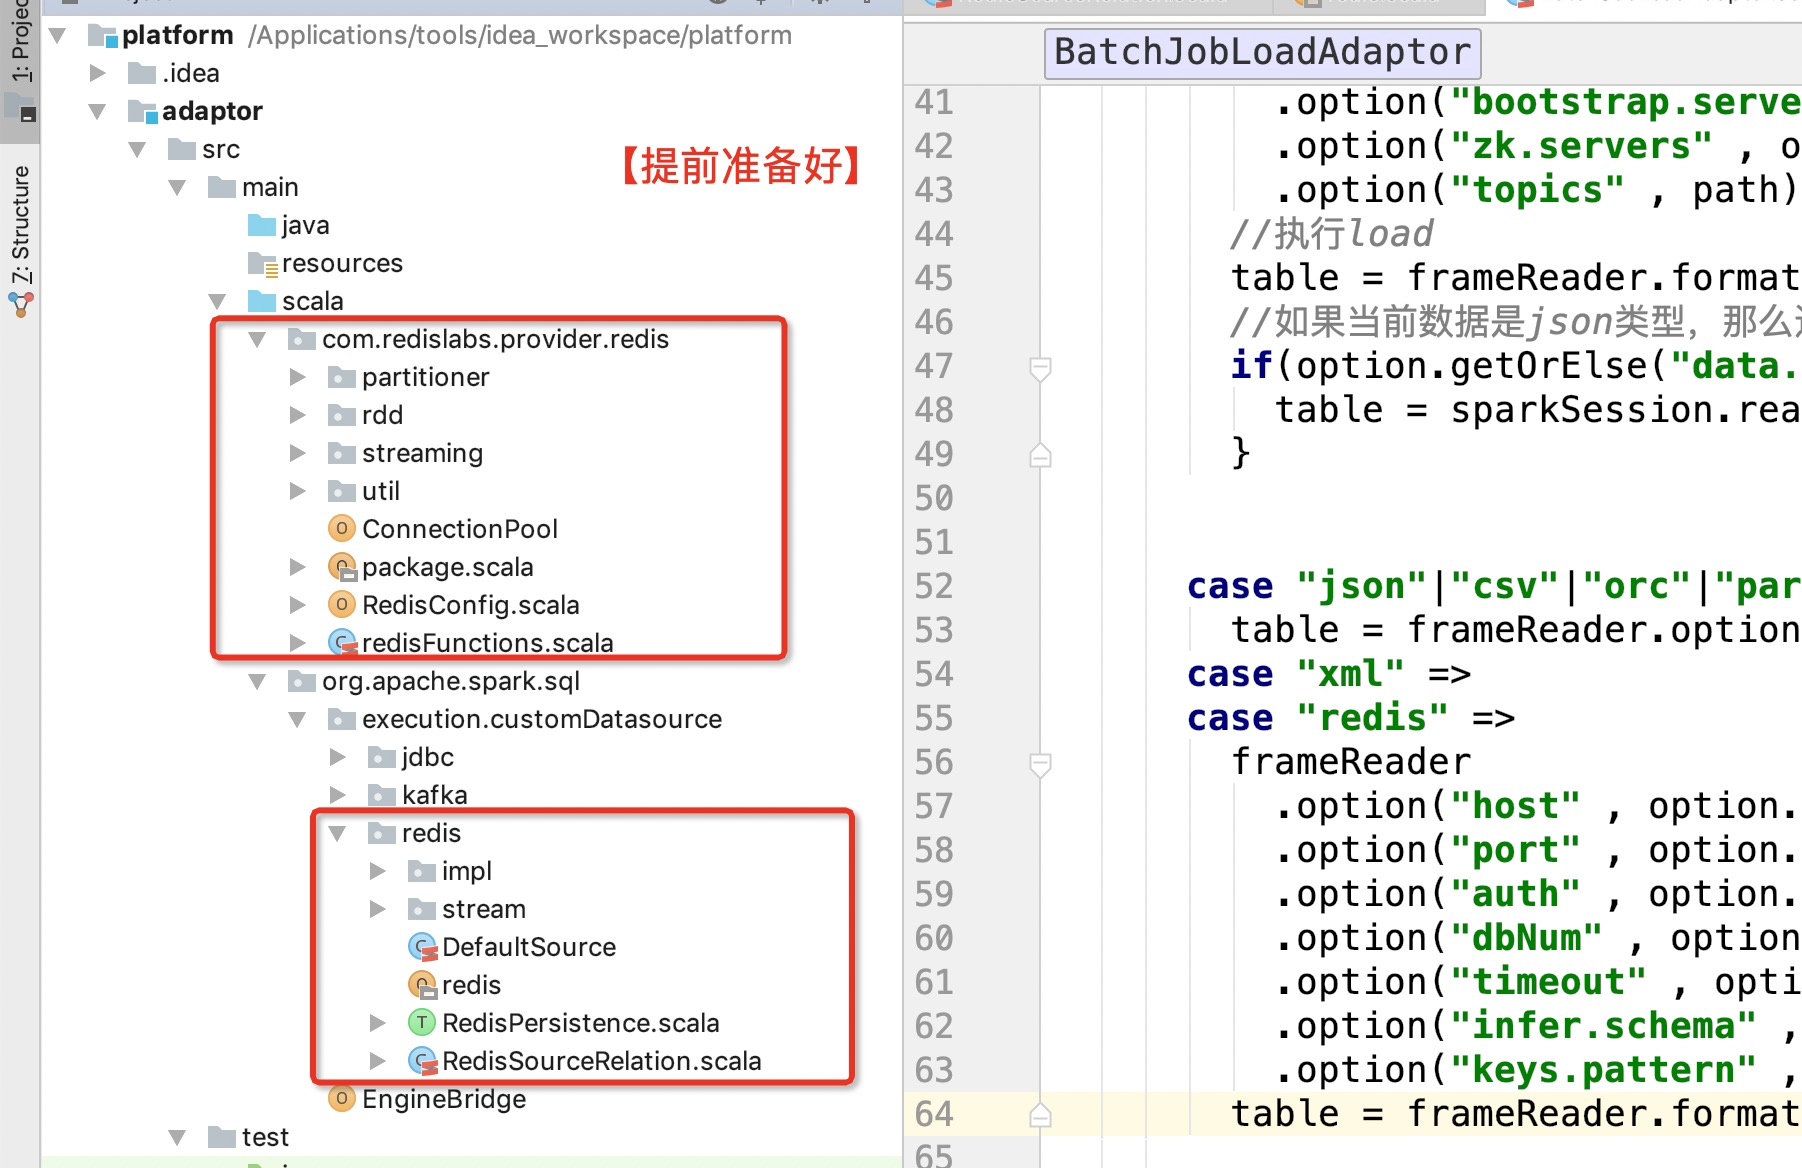 1: Projec
7: Structure
platform /Applications/tools/idea_workspace/platform
.idea
adaptor
src
【提前准备好】
main
java
resources
scala
com.redislabs.provider.redis
partitioner
rdd
streaming
util
ConnectionPool
package.scala
RedisConfig.scala
redisFunctions.scala
org.apache.spark.sql
execution.customDatasource
jdbc
kafka
redis
impl
stream
DefaultSource
redis
RedisPersistence.scala
RedisSourceRelation.scala
EngineBridge
test
BatchJobLoadAdaptor
41 .option("bootstrap.serve
42 .option("zk.servers" , o
43 .option("topics" , path)
44 //执行load
45 table = frameReader.format
46 //如果当前数据是json类型，那么
47 if(option.getOrElse("data.
48 table = sparkSession.rea
49 }
50
51
52 case "json"|"csv"|"orc"|"par
53 table = frameReader.option
54 case "xml" =>
55 case "redis" =>
56 frameReader
57 .option("host" , option.
58 .option("port" , option.
59 .option("auth" , option.
60 .option("dbNum" , option
61 .option("timeout" , opti
62 .option("infer.schema" ,
63 .option("keys.pattern" ,
64 table = frameReader.format
65